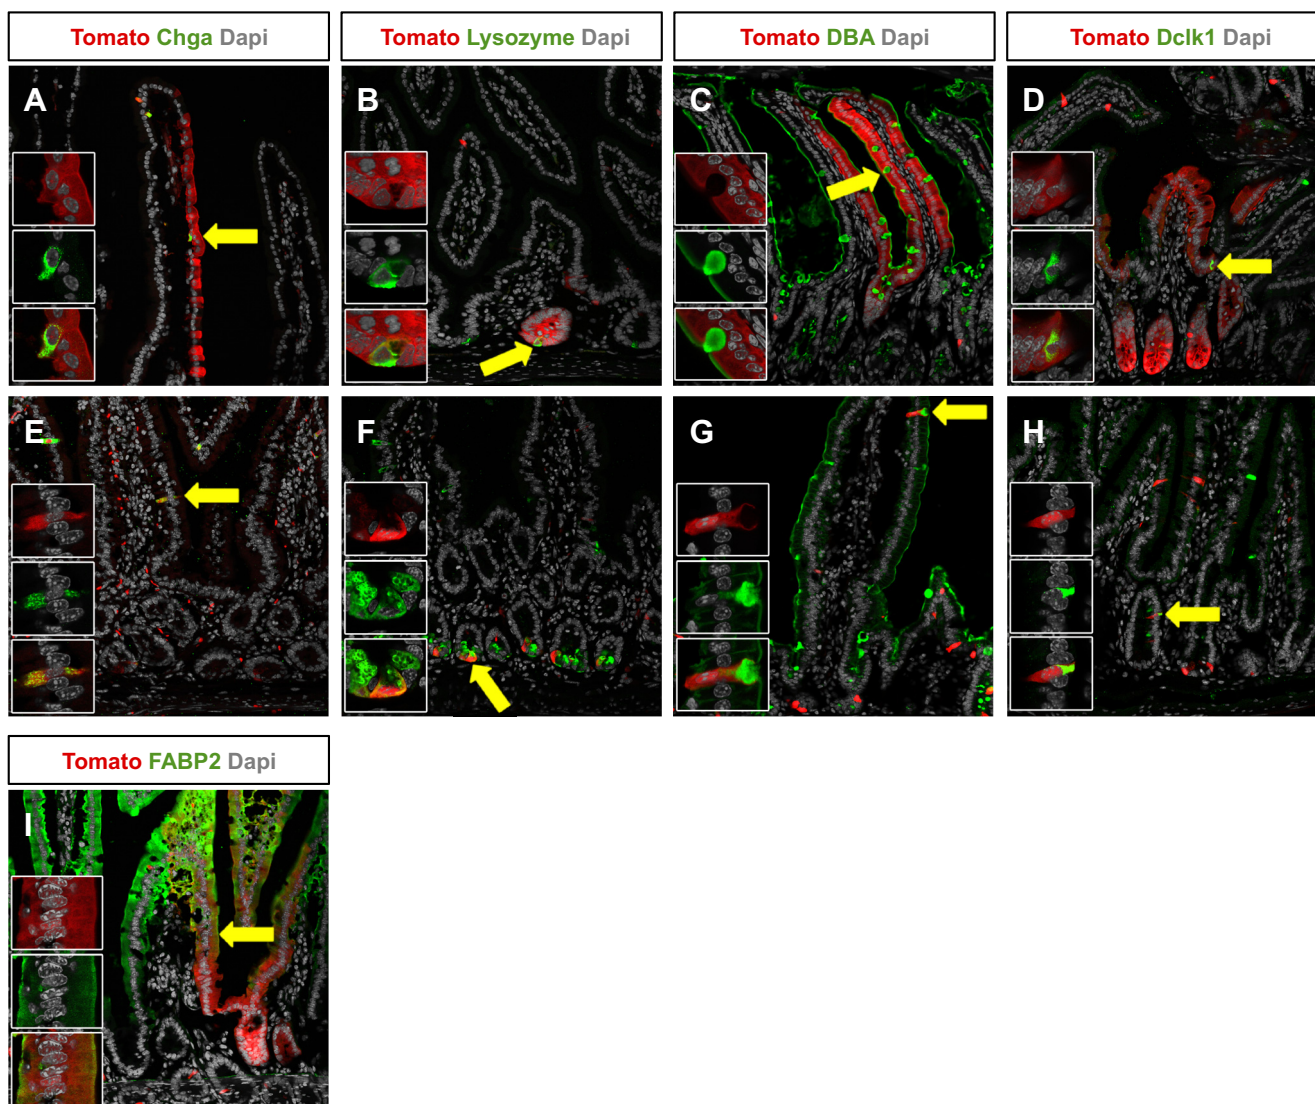 Tomato Chga Dapi
Tomato Lysozyme Dapi
Tomato DBA Dapi
Tomato Dclk1 Dapi
A
B
C
D
E
F
G
H
Tomato FABP2 Dapi
I